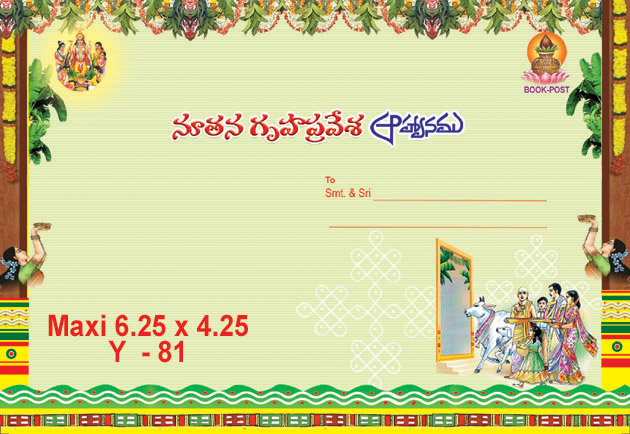 BOOK-POST
నూతన గృహప్రవేశ ఆహ్వానము
To
Smt. & Sri
Maxi 6.25 x 4.25
Y - 81